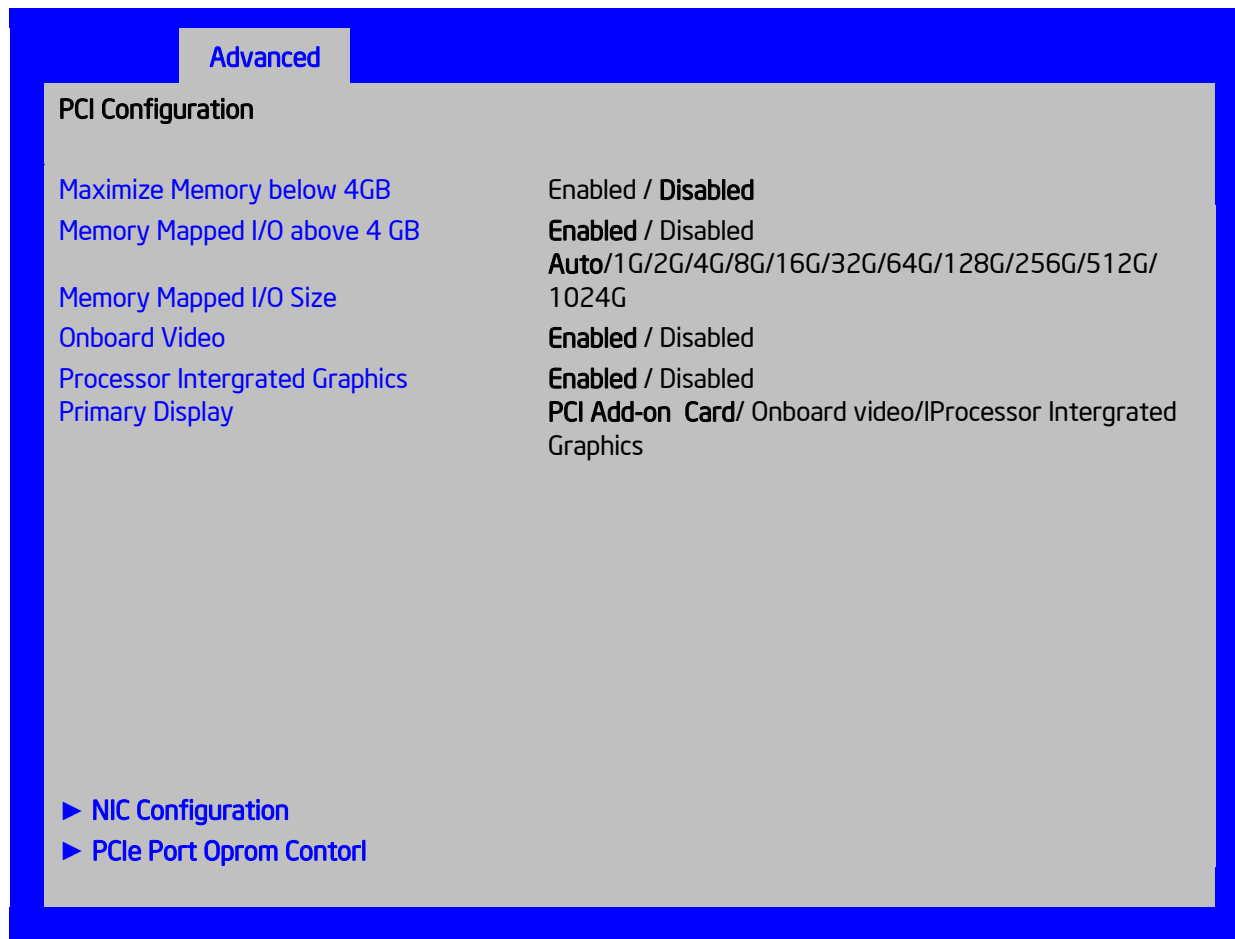 Advanced
PCI Configuration
Maximize Memory below 4GB Enabled / Disabled
Memory Mapped I/O above 4 GB Enabled / Disabled
Auto/1G/2G/4G/8G/16G/32G/64G/128G/256G/512G/
Memory Mapped I/O Size 1024G
Onboard Video Enabled / Disabled
Processor Intergrated Graphics Enabled / Disabled
Primary Display PCI Add-on Card/ Onboard video/IProcessor Intergrated
Graphics
► NIC Configuration
► PCIe Port Oprom Contorl